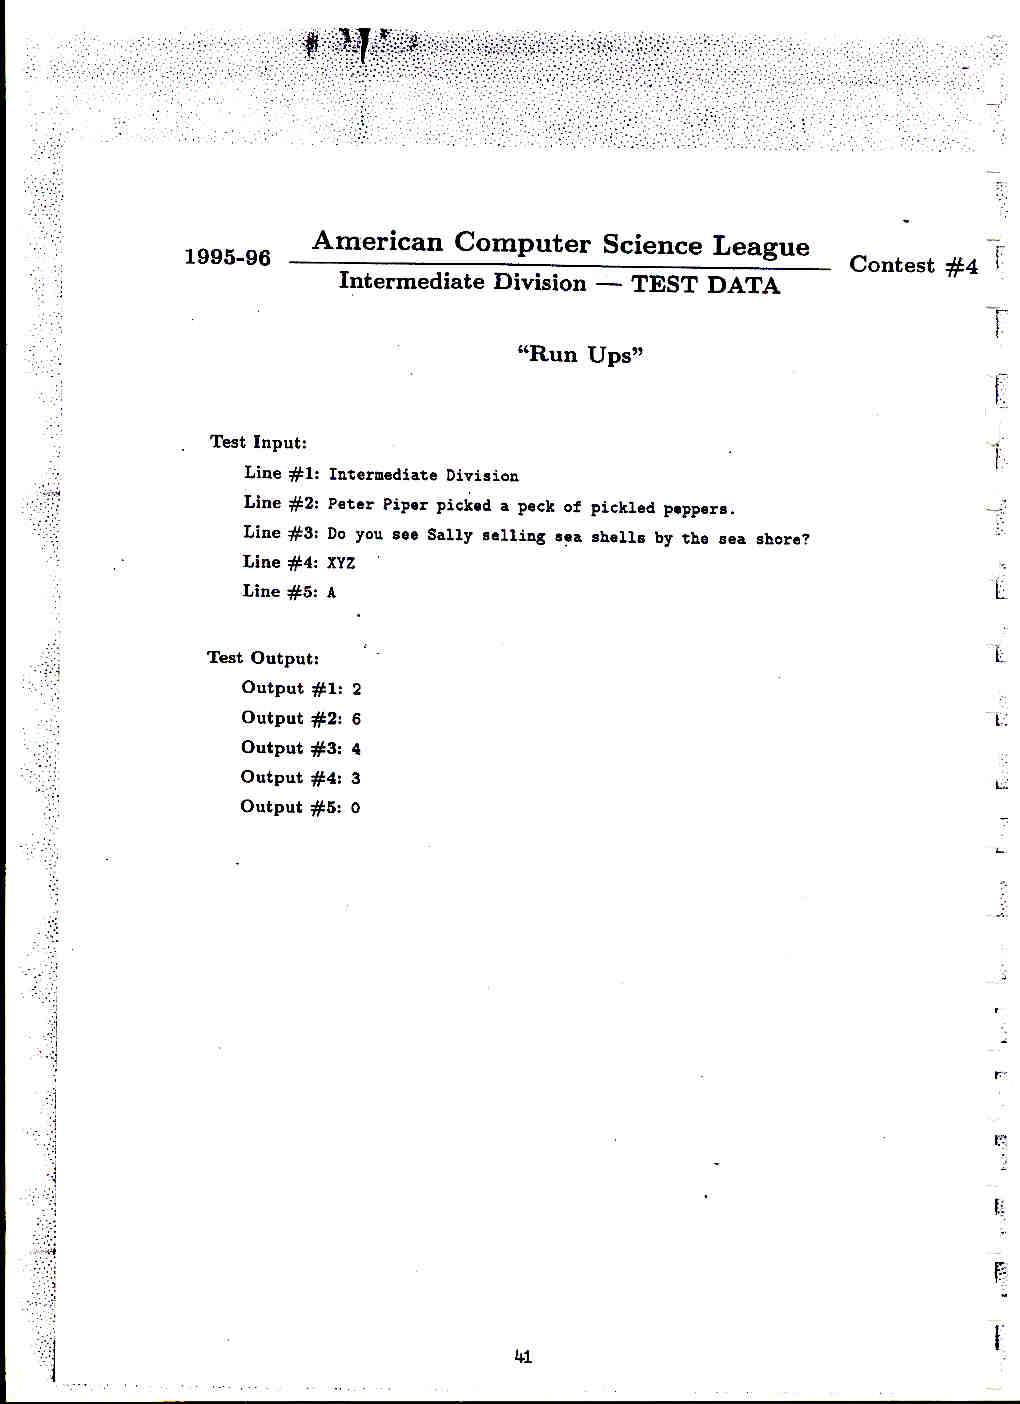 1995-96
American Computer Science League
Contest #4
Intermediate Division — TEST DATA
“Run Ups”
Test Input:
Line #1: Intermediate Division
Line #2: Peter Piper picked a peck of pickled peppers.
Line #3: Do you see Sally selling sea shells by the sea shore?
Line #4: XYZ
Line #5: A
Test Output:
Output #1: 2
Output #2: 6
Output #3: 4
Output #4: 3
Output #5: 0
41